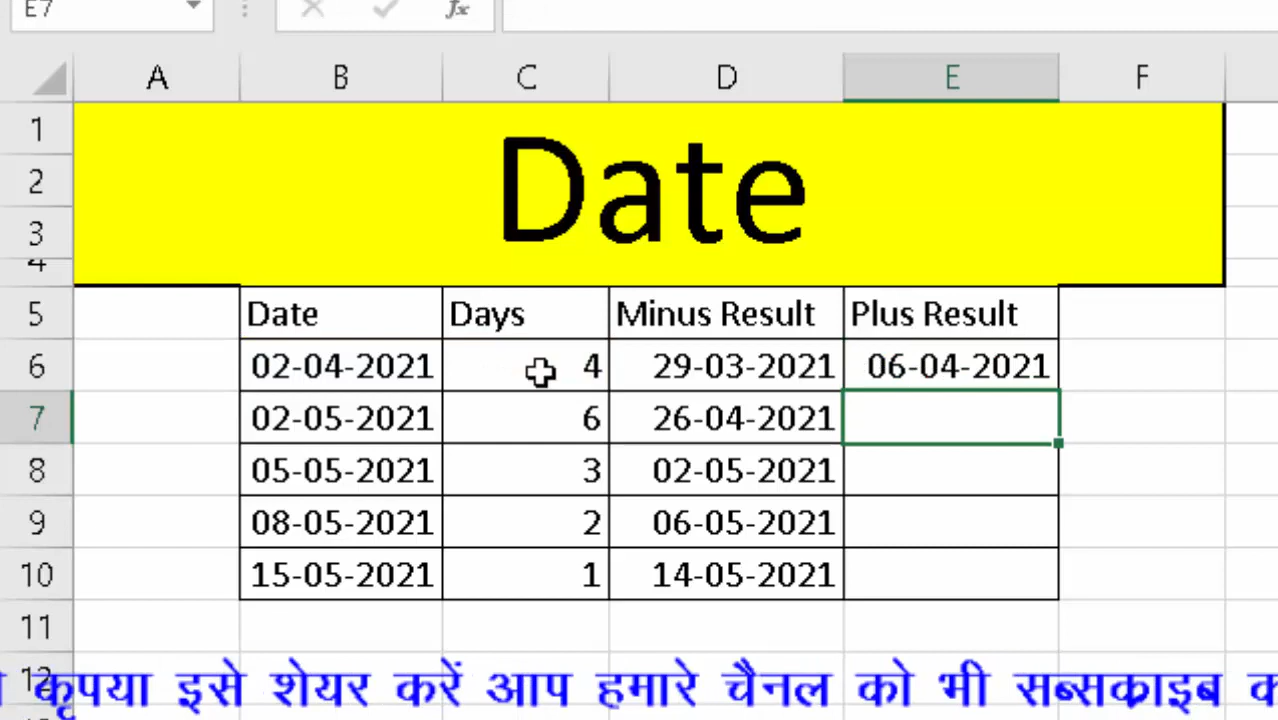 E7 fx
A B C D E F
1
2 Date
3
4
5 Date Days Minus Result Plus Result
6 02-04-2021 4 29-03-2021 06-04-2021
7 02-05-2021 6 26-04-2021
8 05-05-2021 3 02-05-2021
9 08-05-2021 2 06-05-2021
10 15-05-2021 1 14-05-2021
11
12
कृपया इसे शेयर करें आप हमारे चैनल को भी सब्सक्राइब